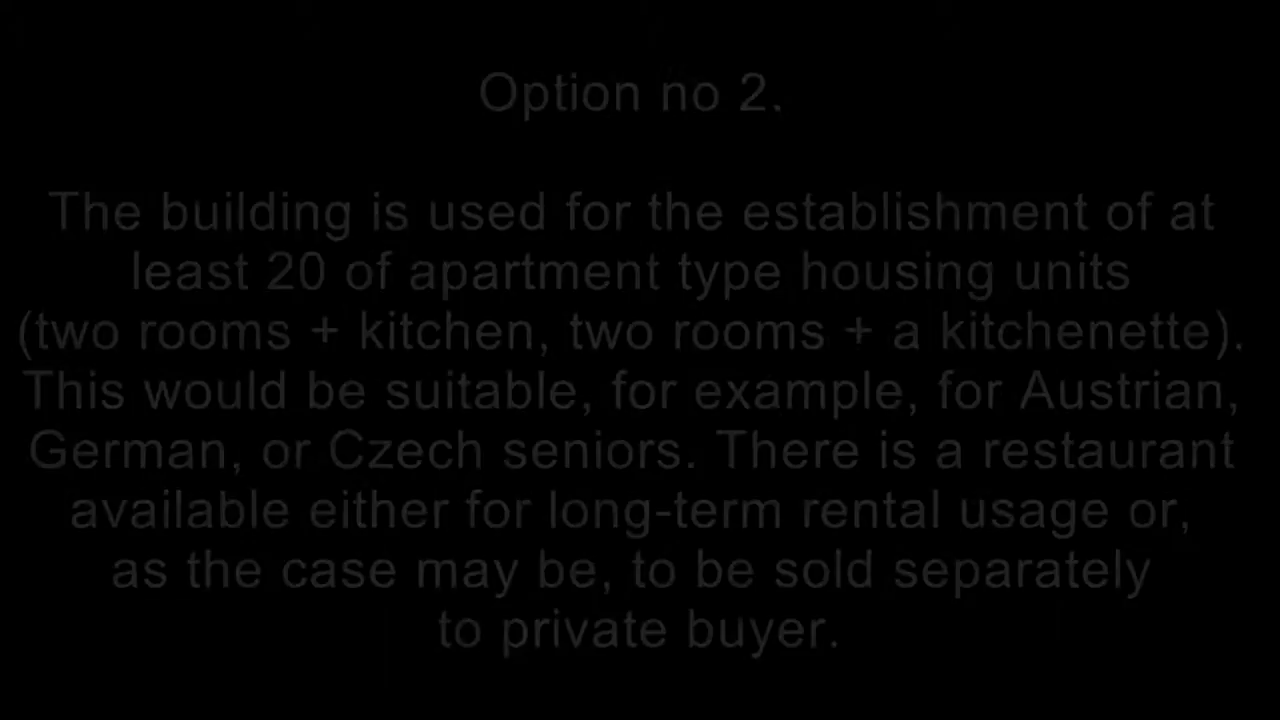 Option no 2.
The building is used for the establishment of at
least 20 of apartment type housing units
(two rooms + kitchen, two rooms + a kitchenette).
This would be suitable, for example, for Austrian,
German, or Czech seniors. There is a restaurant
available either for long-term rental usage or,
as the case may be, to be sold separately
to private buyer.